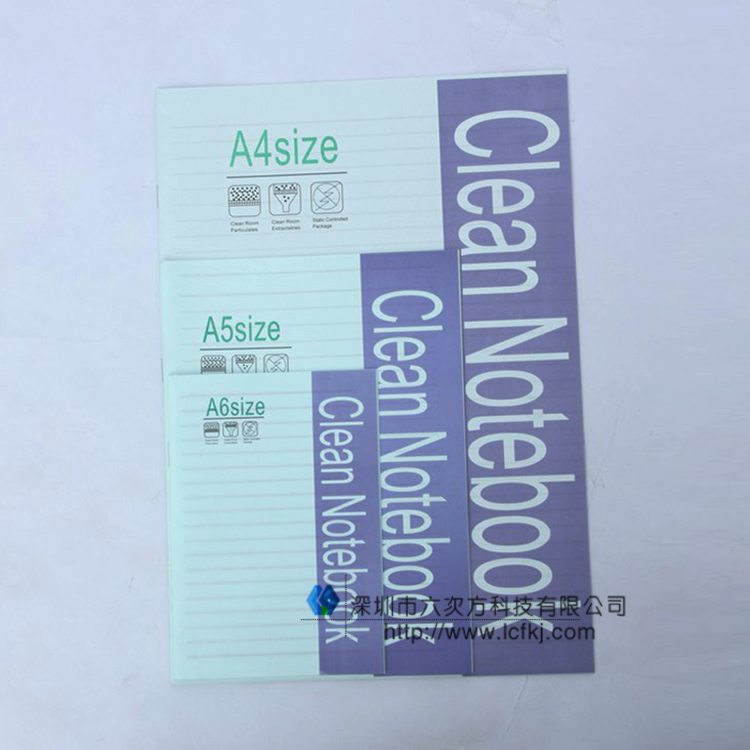 A4size
Clean Room
Particulates
Clean Room
Extractables
Static Controlled
Package
Clean Notebook
A5size
Clean Notebook
A6size
Clean Notebook
深圳市六次方科技有限公司
http://www.lcfkj.com